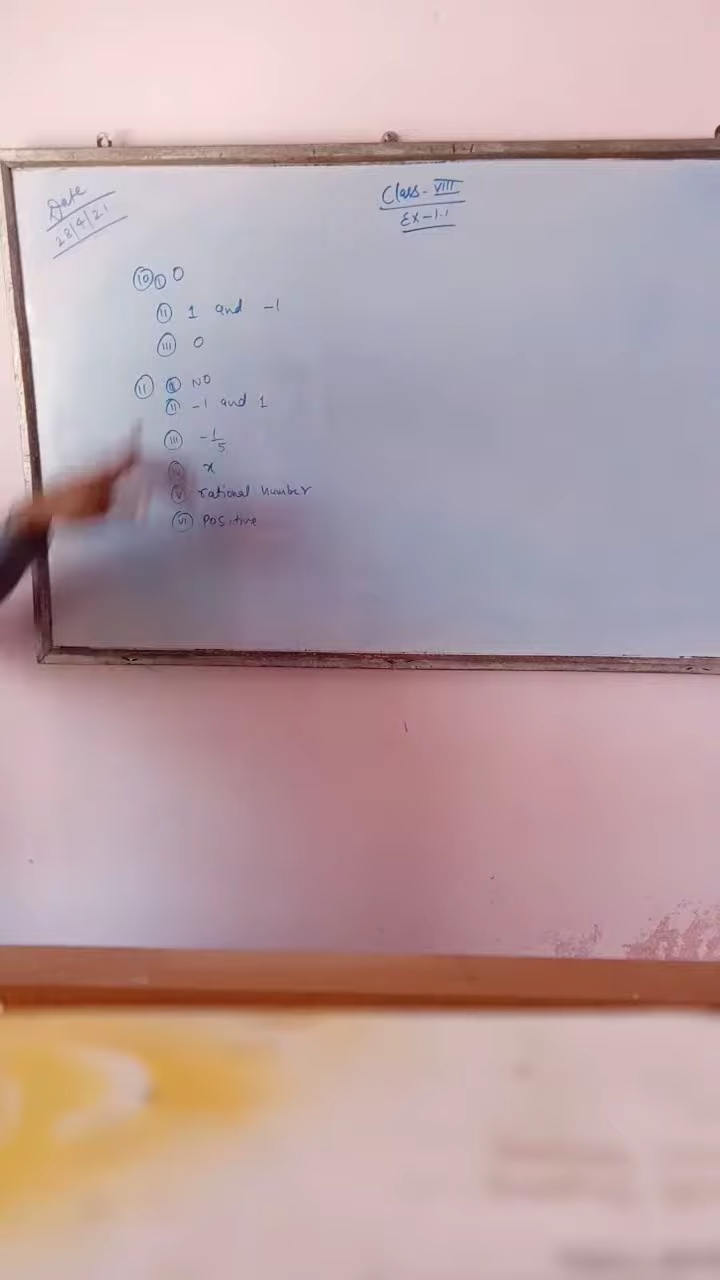 Date
28/4/21
Class - VIII
Ex-1.1
(10) (i) 0
(ii) 1 and -1
(iii) 0
(11) (i) NO
(ii) -1 and 1
(iii) -1/5
(iv) x
(v) rational number
(vi) Positive